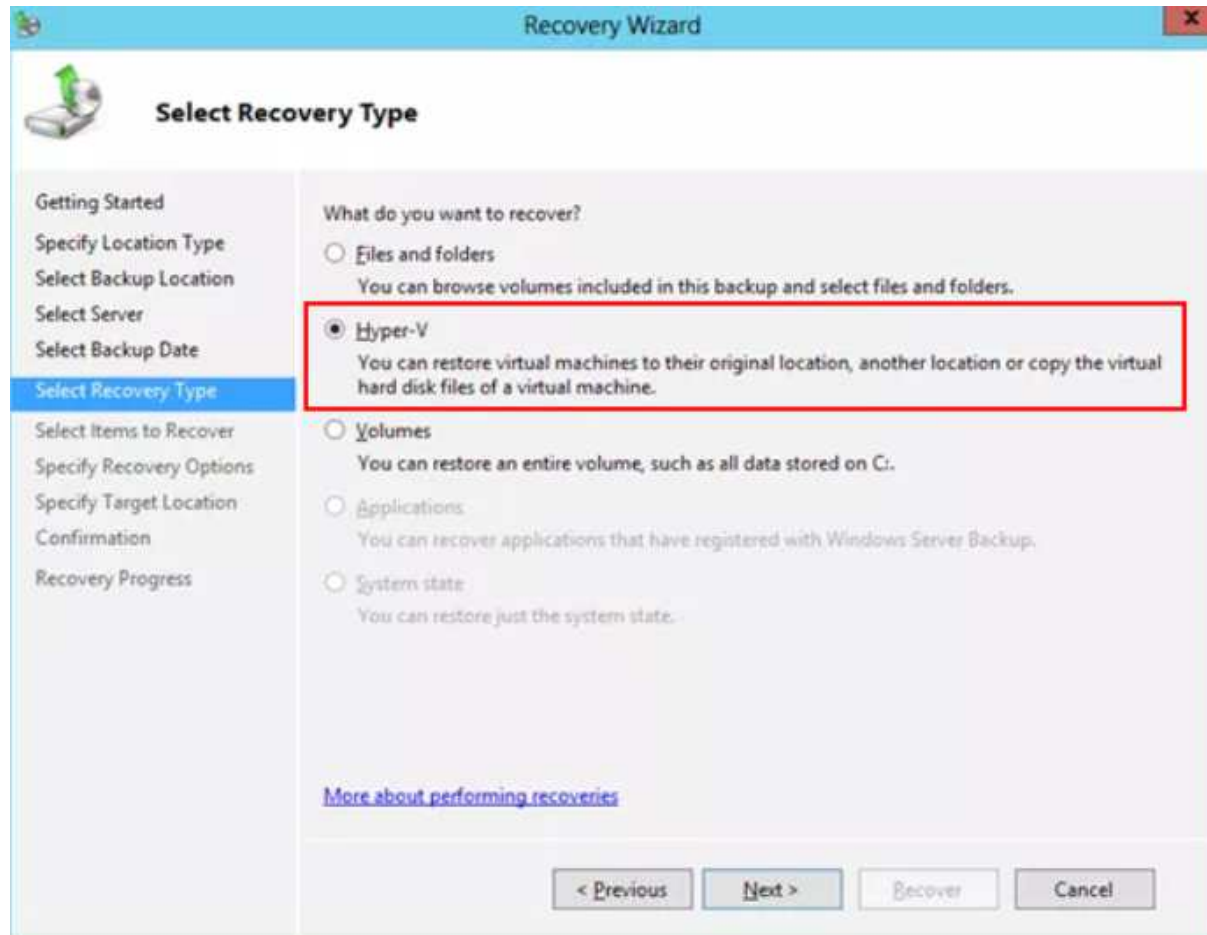 Recovery Wizard
x
Select Recovery Type
Getting Started
Specify Location Type
Select Backup Location
Select Server
Select Backup Date
Select Recovery Type
Select Items to Recover
Specify Recovery Options
Specify Target Location
Confirmation
Recovery Progress
What do you want to recover?
Files and folders
You can browse volumes included in this backup and select files and folders.
Hyper-V
You can restore virtual machines to their original location, another location or copy the virtual
hard disk files of a virtual machine.
Volumes
You can restore an entire volume, such as all data stored on C:.
Applications
You can recover applications that have registered with Windows Server Backup.
System state
You can restore just the system state.
More about performing recoveries
< Previous
Next >
Recover
Cancel